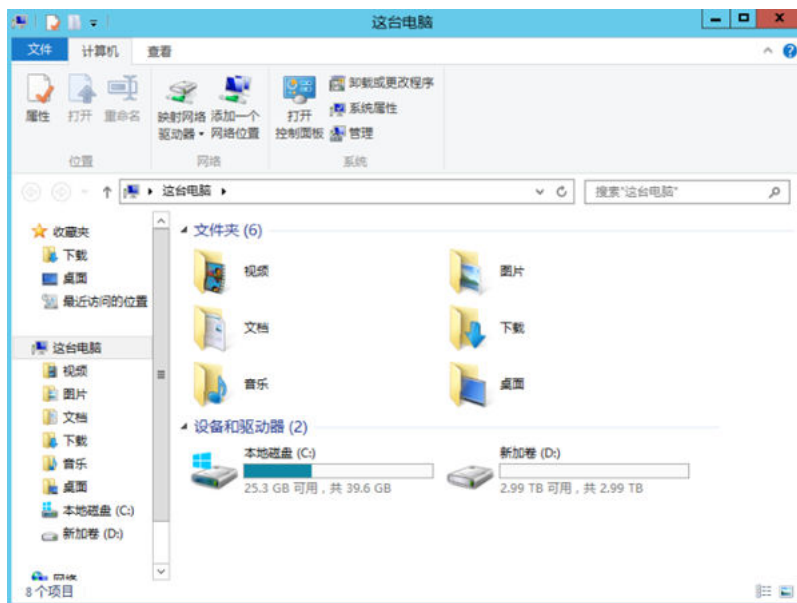 这台电脑
文件 计算机 查看
属性 打开 重命名 映射网络驱动器 添加一个网络位置 打开控制面板 卸载或更改程序
系统属性
管理
位置 网络 系统
这台电脑 搜索"这台电脑"
收藏夹
下载
桌面
最近访问的位置
这台电脑
视频
图片
文档
下载
音乐
桌面
本地磁盘 (C:)
新加卷 (D:)
网络
文件夹 (6)
视频 图片
文档 下载
音乐 桌面
设备和驱动器 (2)
本地磁盘 (C:) 新加卷 (D:)
25.3 GB 可用，共 39.6 GB 2.99 TB 可用，共 2.99 TB
8 个项目